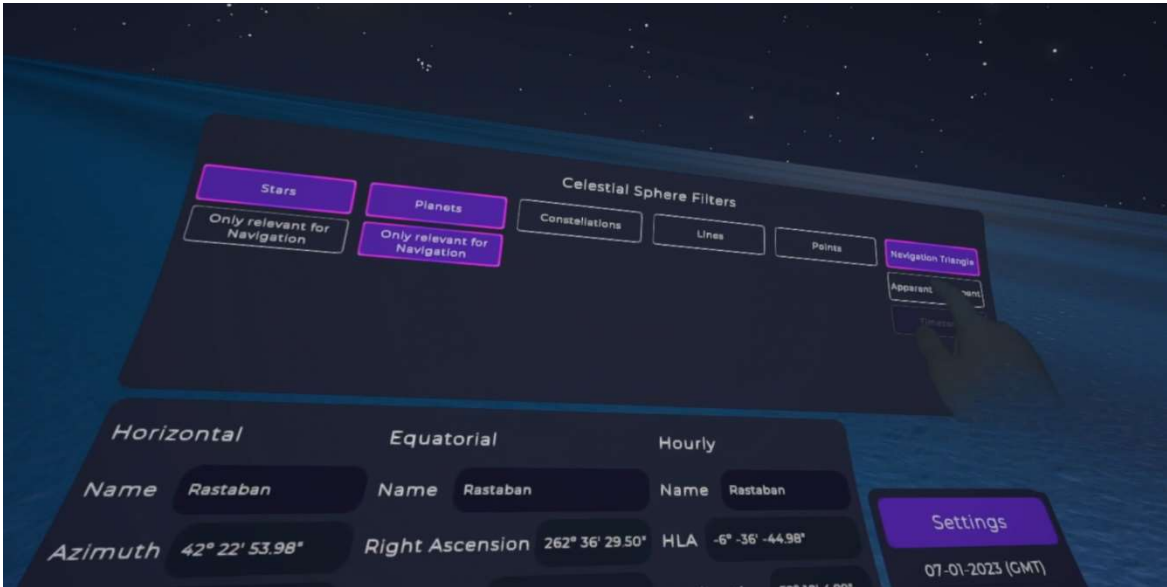 Celestial Sphere Filters
Stars
Planets
Constellations
Lines
Points
Navigation Triangle
Only relevant for
Navigation
Only relevant for
Navigation
Apparent
Horizontal
Equatorial
Hourly
Name Rastaban
Name Rastaban
Name Rastaban
Azimuth 42° 22' 53.98"
Right Ascension 262° 36' 29.50"
HLA -6° -36' -44.98"
Settings
07-01-2023 (GMT)